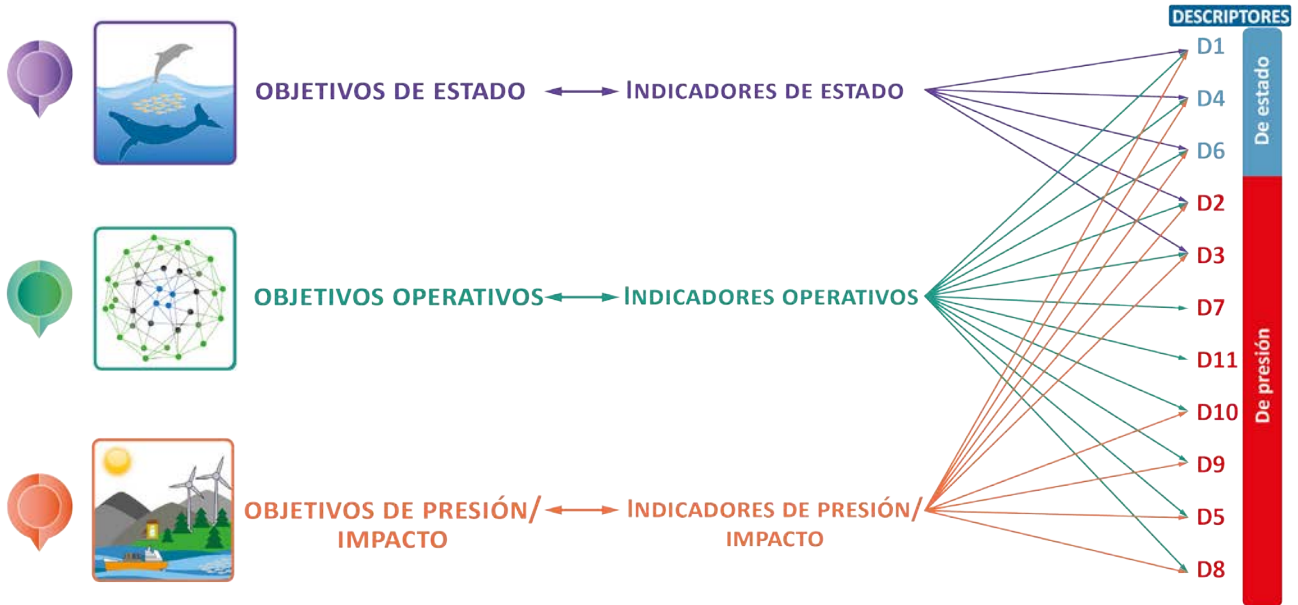 DESCRIPTORES
OBJETIVOS DE ESTADO
INDICADORES DE ESTADO
OBJETIVOS OPERATIVOS
INDICADORES OPERATIVOS
OBJETIVOS DE PRESIÓN/
IMPACTO
INDICADORES DE PRESIÓN/
IMPACTO
D1
D4
D6
D2
D3
D7
D11
D10
D9
D5
D8
De estado
De presión